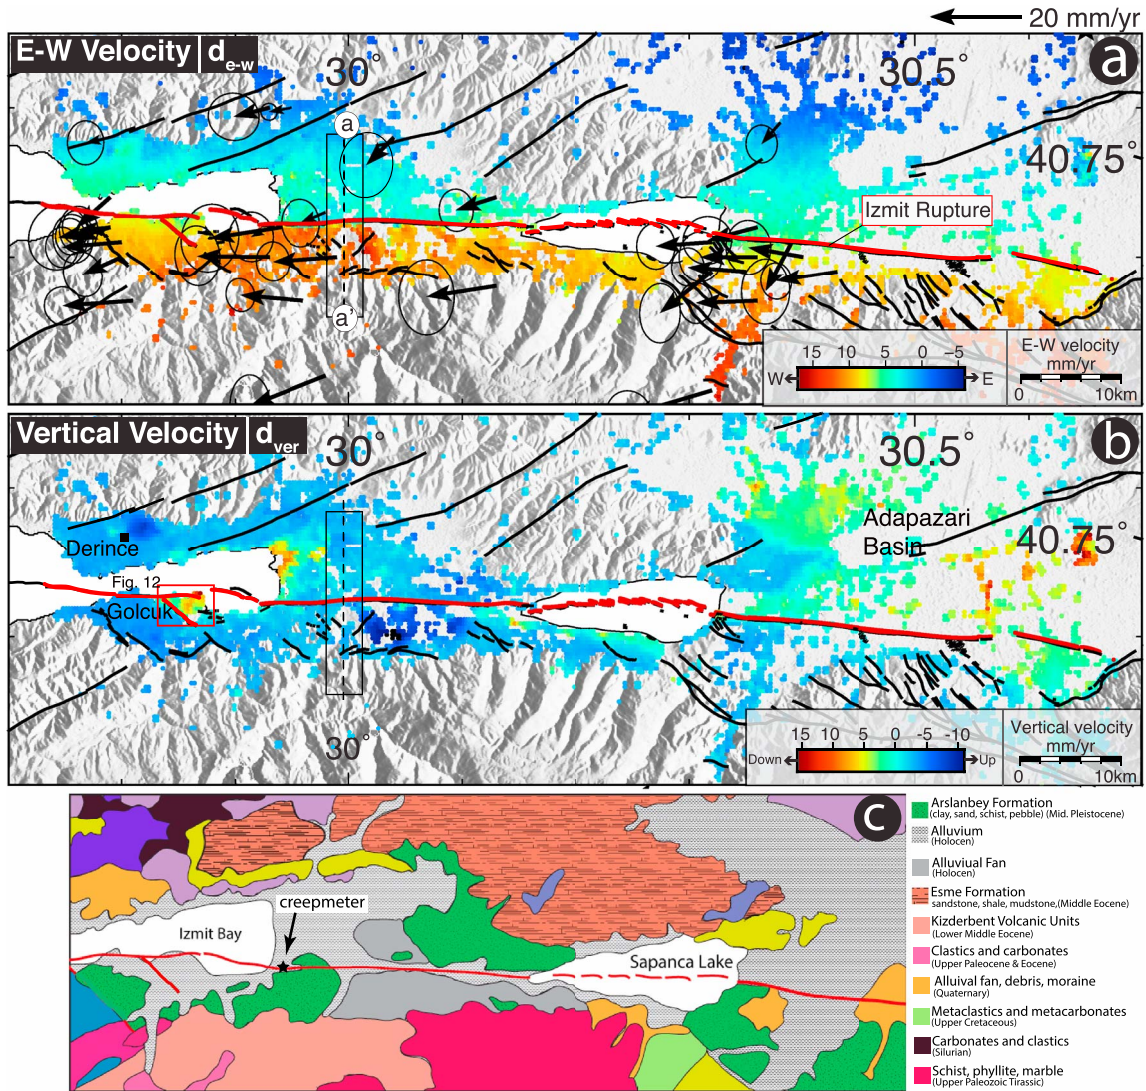 20 mm/yr
E-W Velocity | d e-w
30°
30.5°
a
a
40.75°
Izmit Rupture
a'
15 10 5 0 -5
W E
E-W velocity
mm/yr
0 10km
Vertical Velocity | d ver
30°
30.5°
b
Adapazari
Basin
40.75°
Derince
Fig. 12
Golcuk
30°
15 10 5 0 -5 -10
Down Up
Vertical velocity
mm/yr
0 10km
c
creepmeter
Izmit Bay
Sapanca Lake
Arslanbey Formation
(clay, sand, schist, pebble) (Mid. Pleistocene)
Alluvium
(Holocen)
Alluviual Fan
(Holocen)
Esme Formation
sandstone, shale, mudstone,(Middle Eocene)
Kizderbent Volcanic Units
(Lower Middle Eocene)
Clastics and carbonates
(Upper Paleocene & Eocene)
Alluival fan, debris, moraine
(Quaternary)
Metaclastics and metacarbonates
(Upper Cretaceous)
Carbonates and clastics
(Silurian)
Schist, phyllite, marble
(Upper Paleozoic Tirassic)